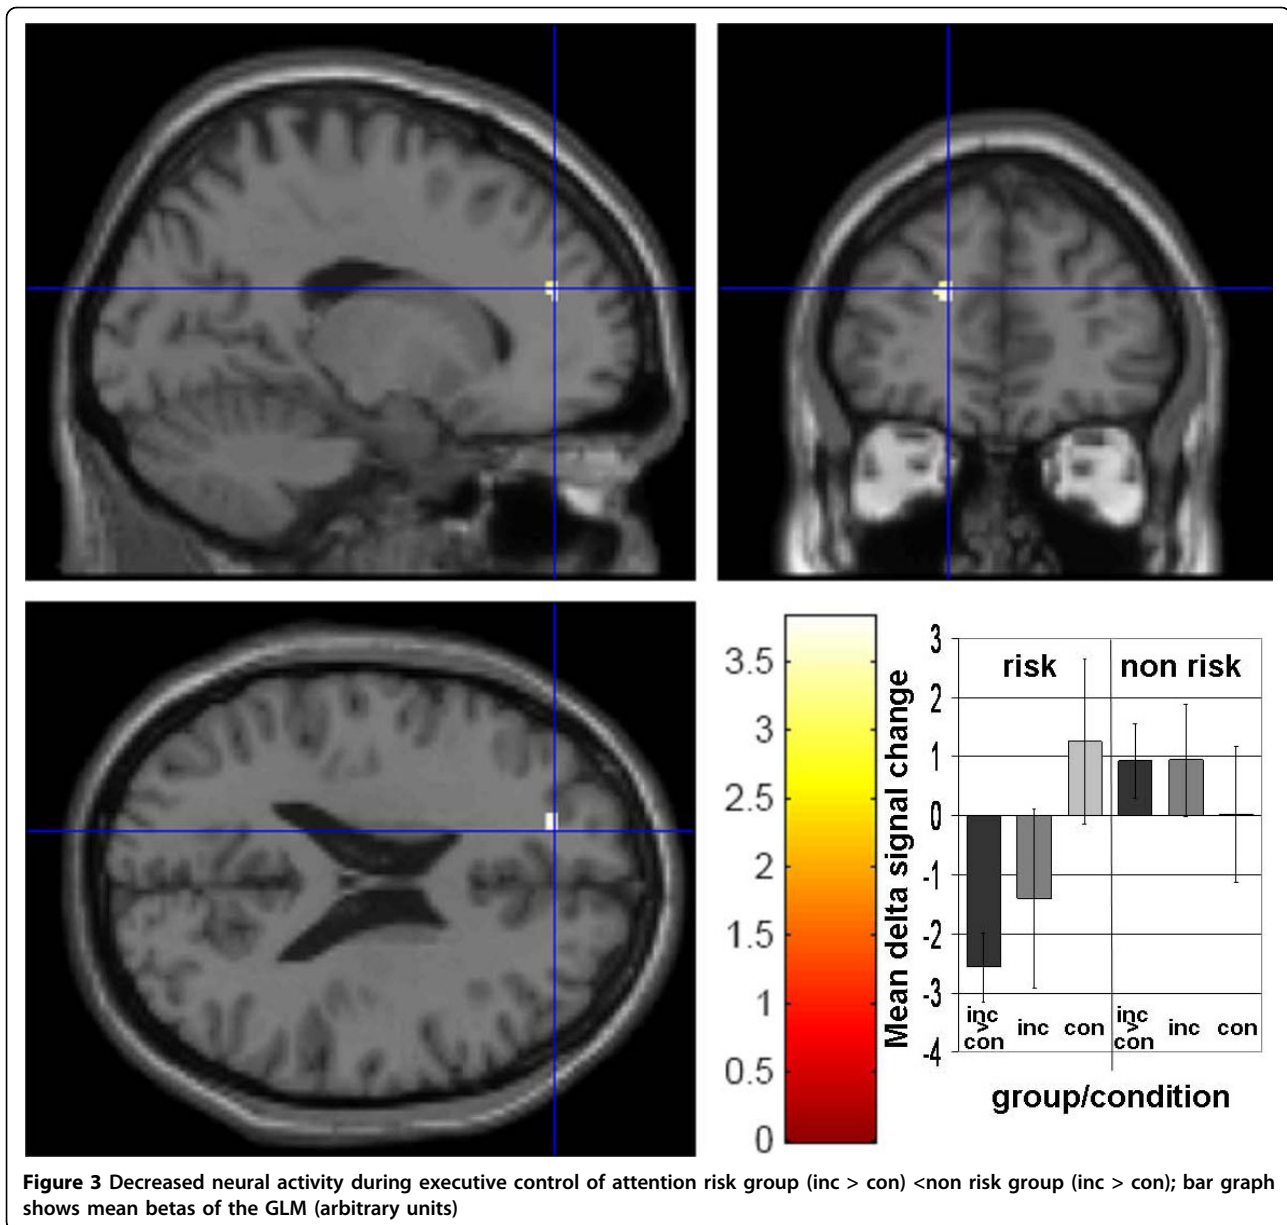 3.5
3
2.5
2
1.5
1
0.5
0
Mean delta signal change
3
2
1
0
-1
-2
-3
-4
risk non risk
inc > con inc con inc > con inc con
group/condition
Figure 3 Decreased neural activity during executive control of attention risk group (inc > con) <non risk group (inc > con); bar graph
shows mean betas of the GLM (arbitrary units)